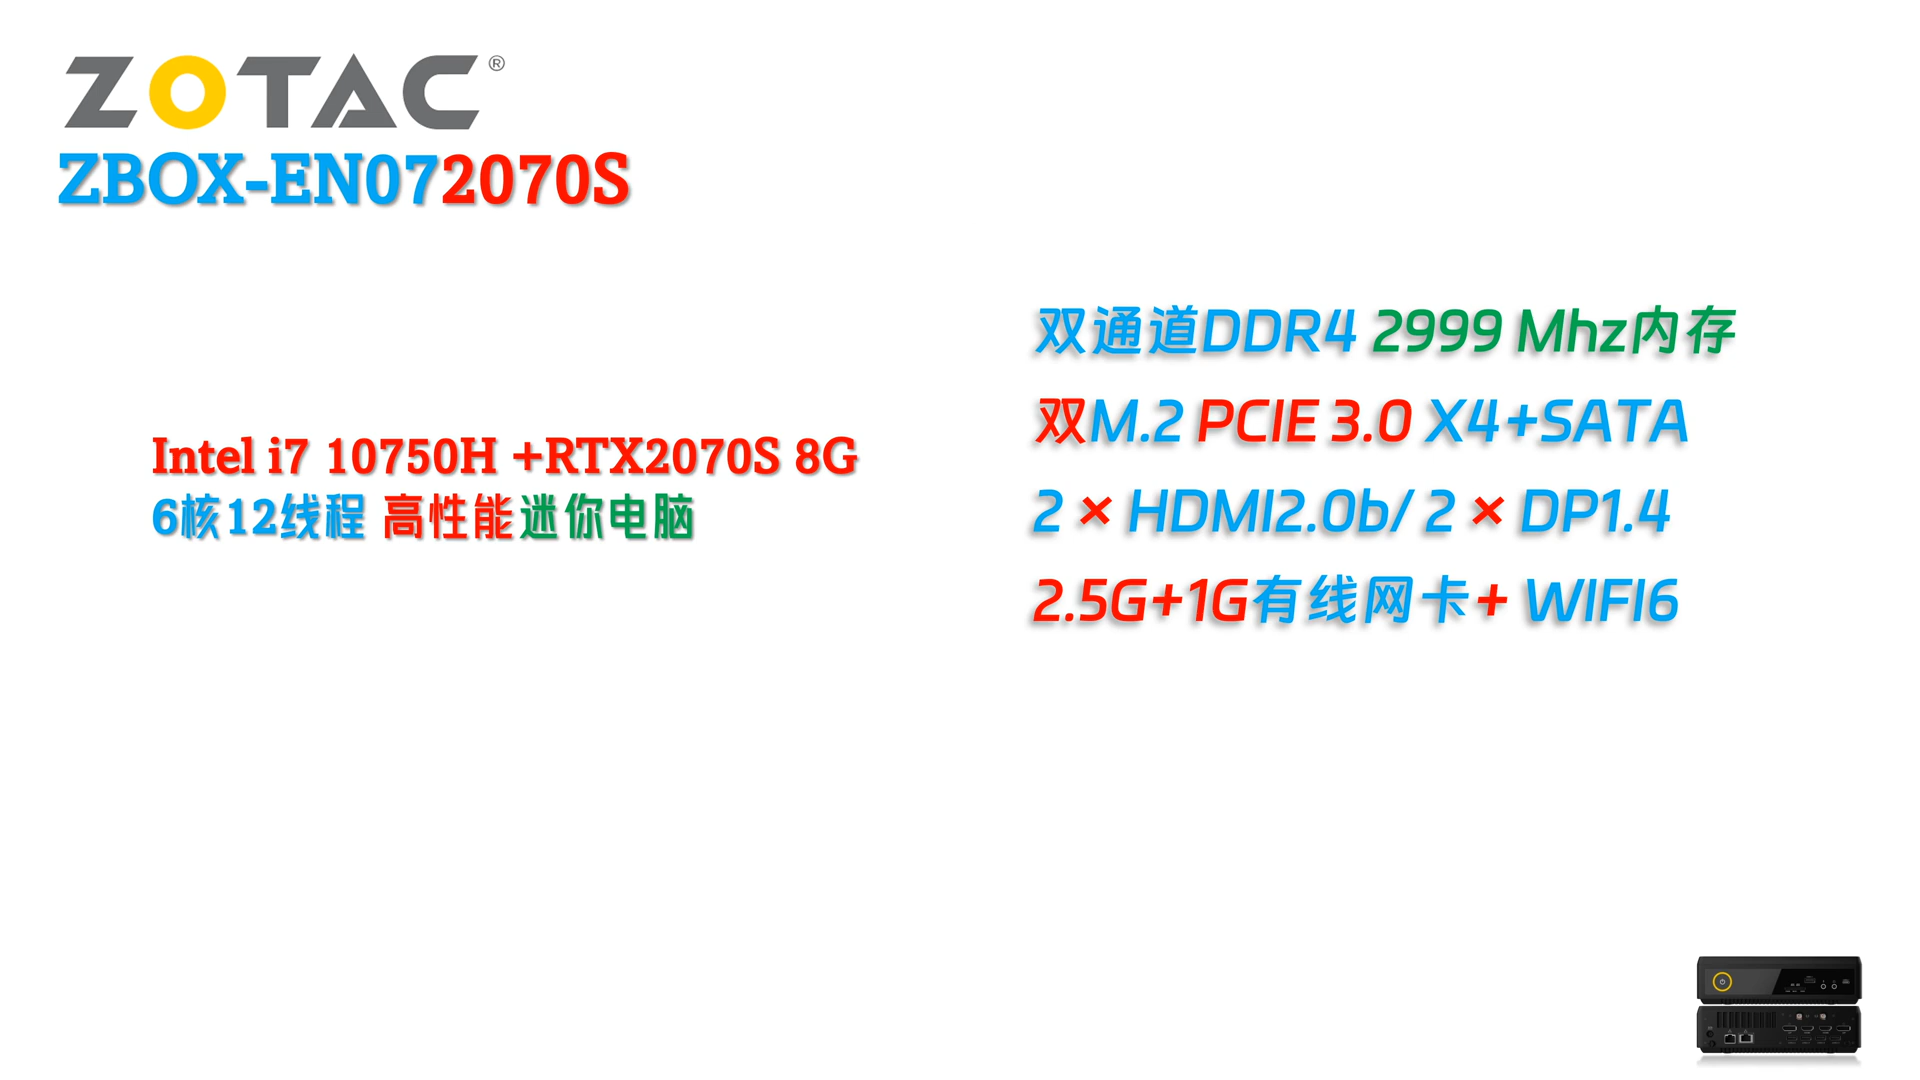 ZOTAC®
ZBOX-EN072070S
Intel i7 10750H +RTX2070S 8G
6核12线程 高性能迷你电脑
双通道DDR4 2999 Mhz内存
双M.2 PCIE 3.0 X4+SATA
2 × HDMI2.0b/ 2 × DP1.4
2.5G+1G有线网卡+ WIFI6